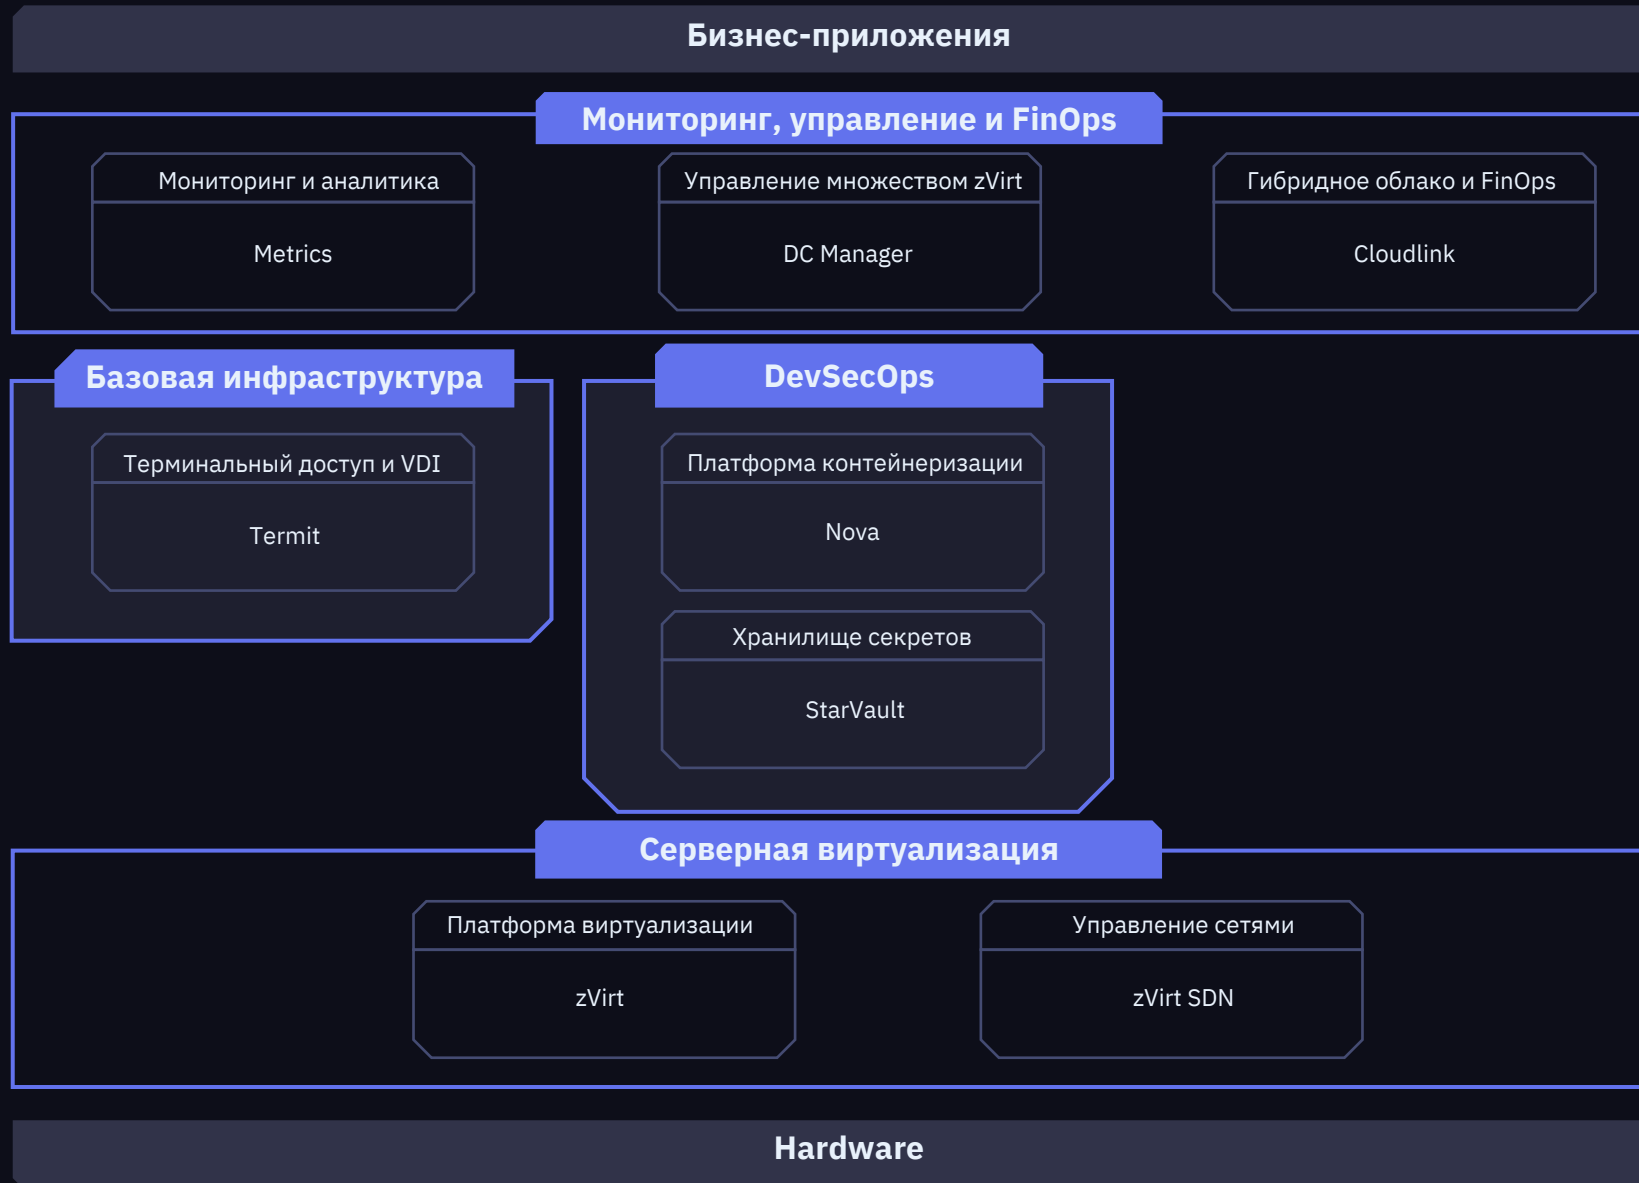 Бизнес-приложения
Мониторинг, управление и FinOps
Мониторинг и аналитика
Metrics
Управление множеством zVirt
DC Manager
Гибридное облако и FinOps
Cloudlink
Базовая инфраструктура
Терминальный доступ и VDI
Termit
DevSecOps
Платформа контейнеризации
Nova
Хранилище секретов
StarVault
Серверная виртуализация
Платформа виртуализации
zVirt
Управление сетями
zVirt SDN
Hardware